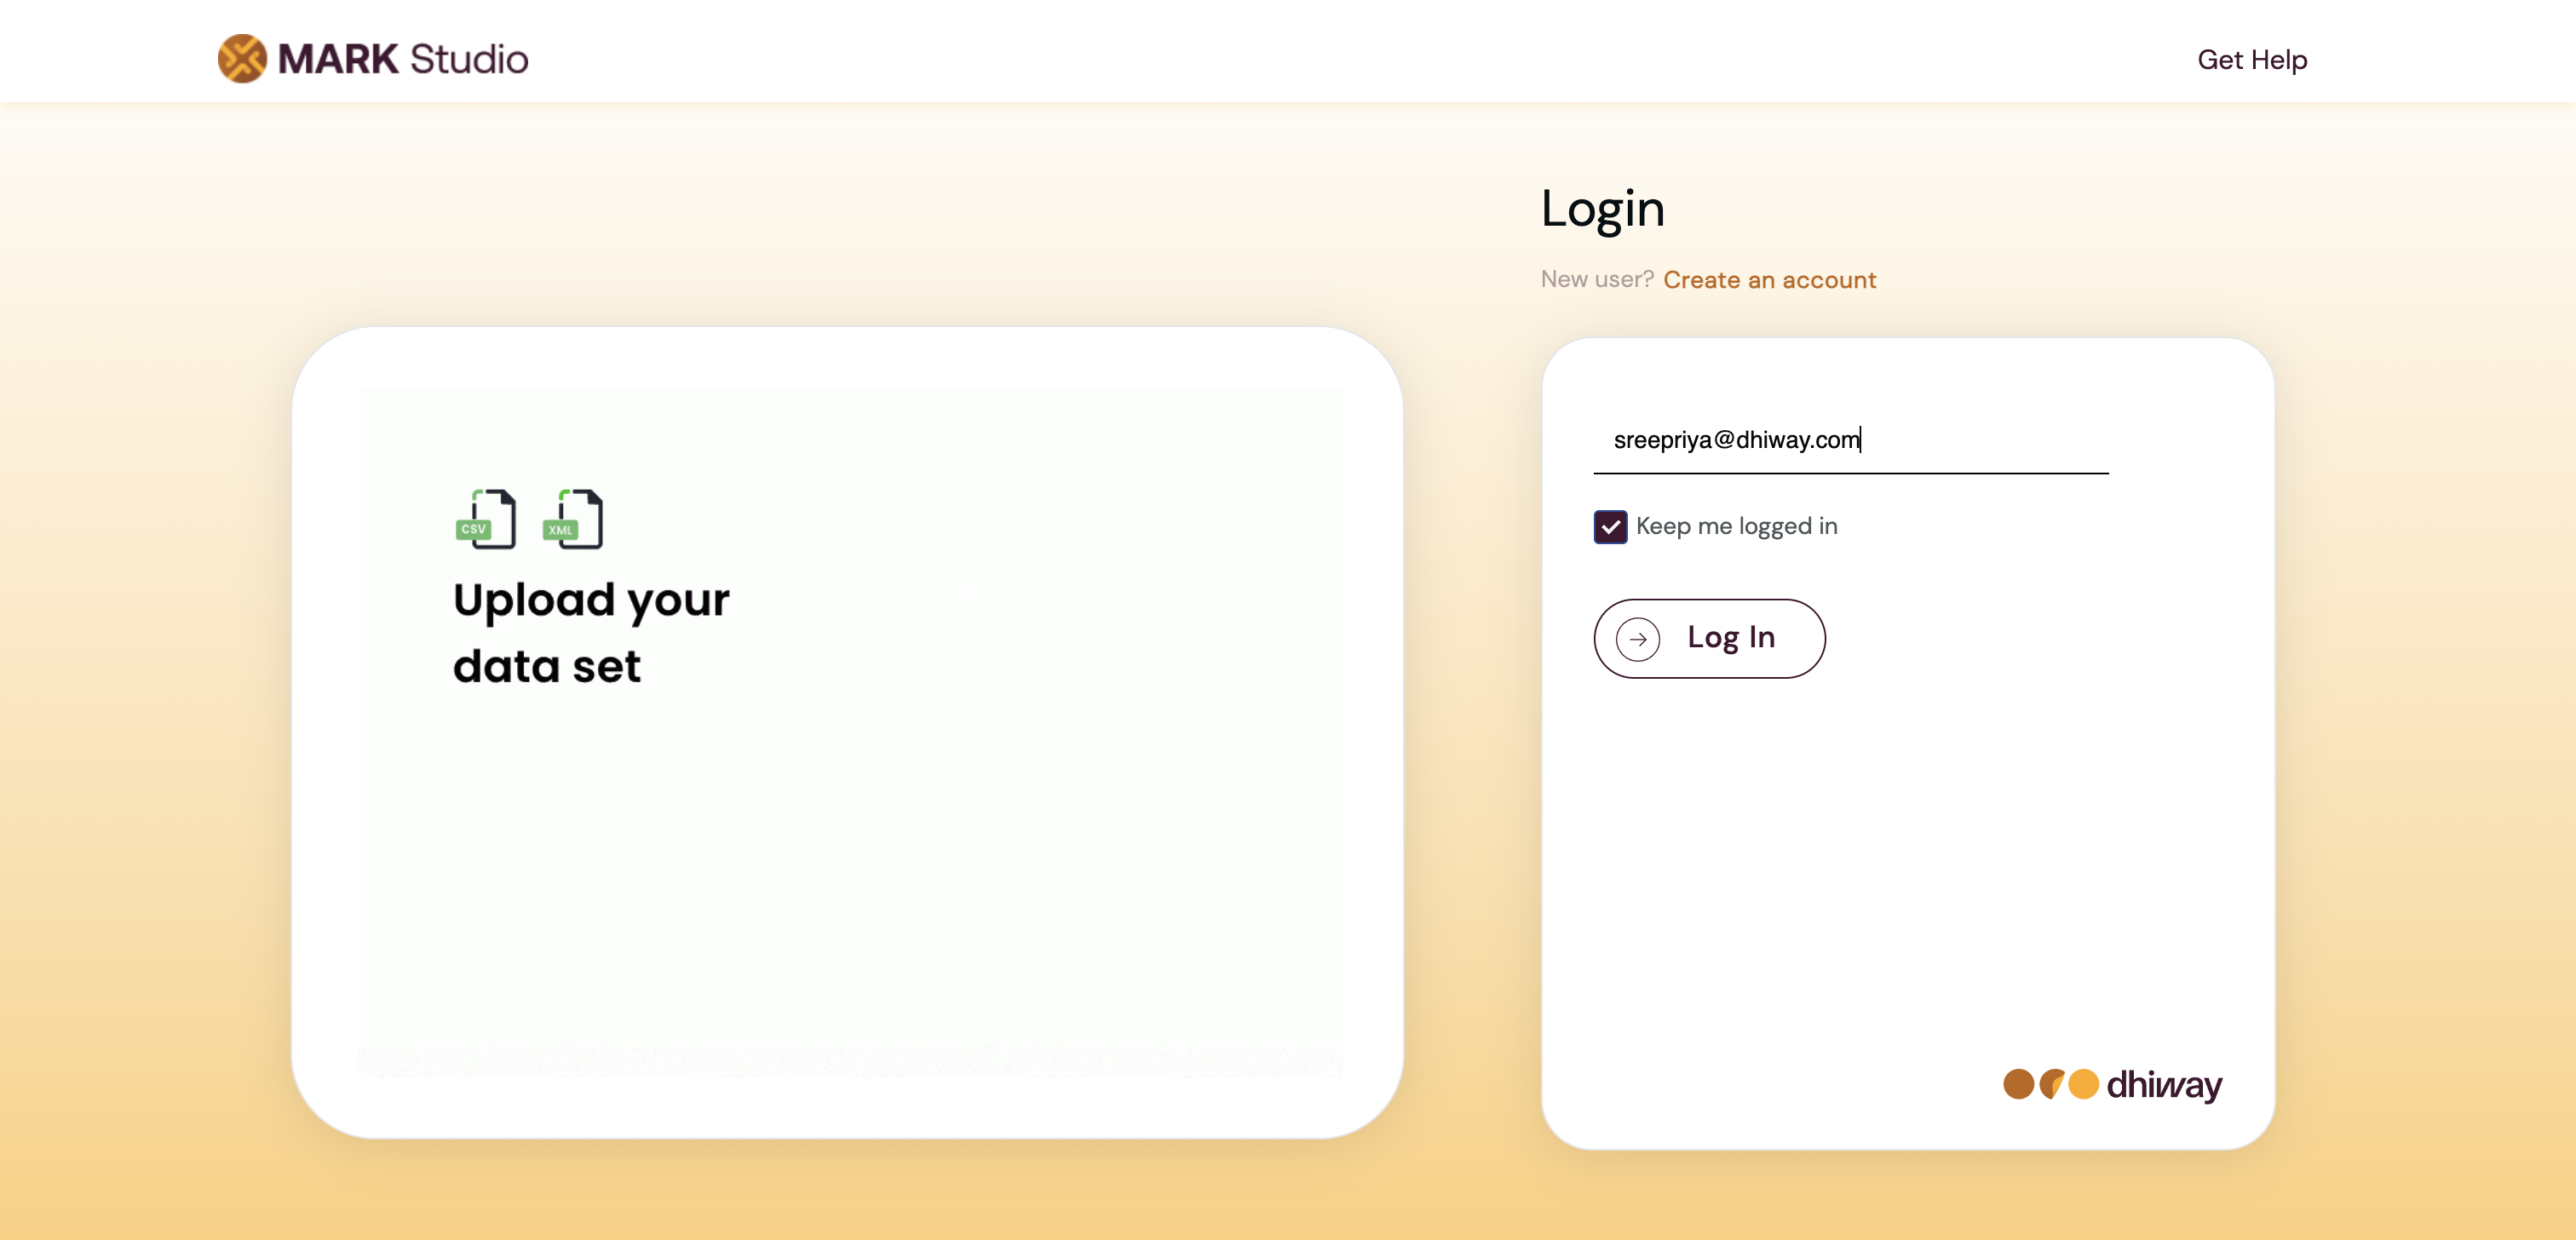 MARK Studio
Get Help
Login
New user? Create an account
CSV XML
Upload your
data set
sreepriya@dhiway.com
Keep me logged in
Log In
dhiway